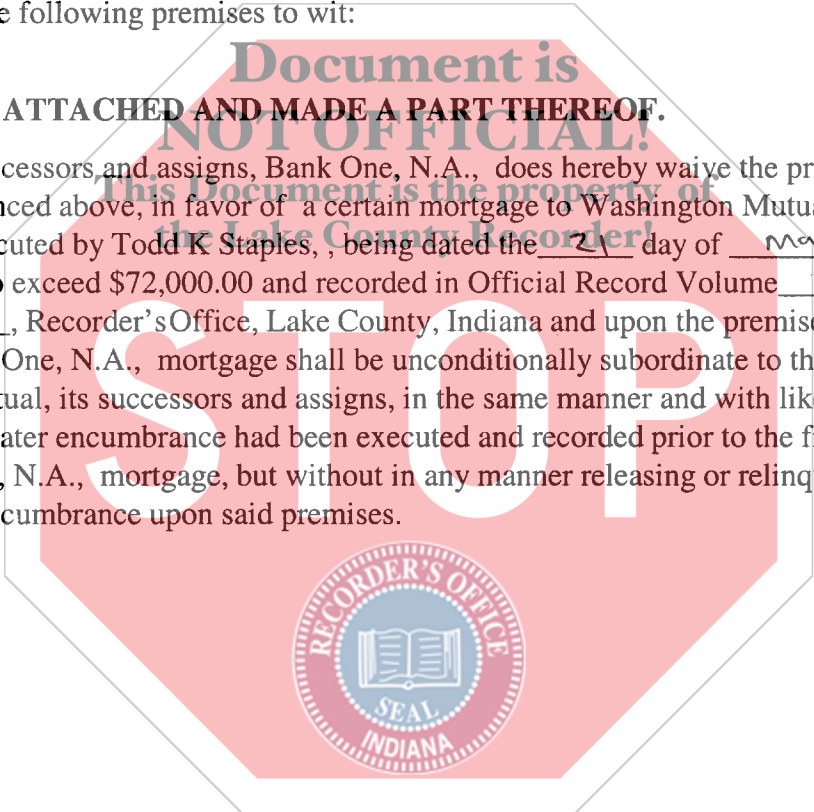 e following premises to wit:
Document is
ATTACHED AND MADE A PART THEREOF.
NOT OFFICIAL!
cessors and assigns, Bank One, N.A., does hereby waive the pr
This Document is the property of
nced above, in favor of a certain mortgage to Washington Mutua
the Lake County Recorder!
cuted by Todd K Staples, , being dated the 21 day of Ma
o exceed $72,000.00 and recorded in Official Record Volume
, Recorder's Office, Lake County, Indiana and upon the premise
One, N.A., mortgage shall be unconditionally subordinate to th
tual, its successors and assigns, in the same manner and with lik
ater encumbrance had been executed and recorded prior to the f
, N.A., mortgage, but without in any manner releasing or relinq
cumbrance upon said premises.
STOP
RECORDER'S OFFICE
SEAL
INDIANA